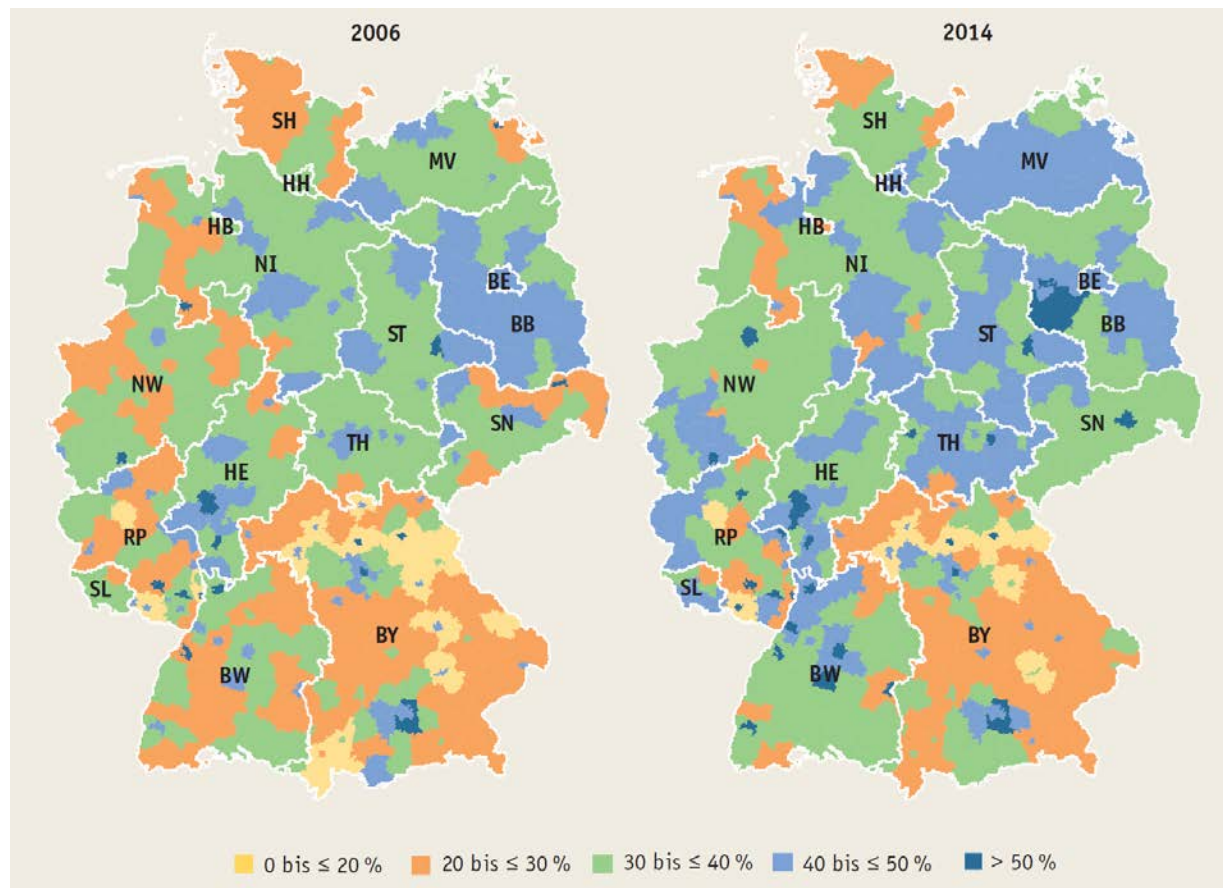 2006
2014
SH
MV
HH
HB
NI
BE
BB
ST
NW
SN
TH
HE
RP
SL
BY
BW
SH
MV
HH
HB
NI
BE
BB
ST
NW
SN
TH
HE
RP
SL
BY
BW
0 bis ≤ 20 %
20 bis ≤ 30 %
30 bis ≤ 40 %
40 bis ≤ 50 %
> 50 %